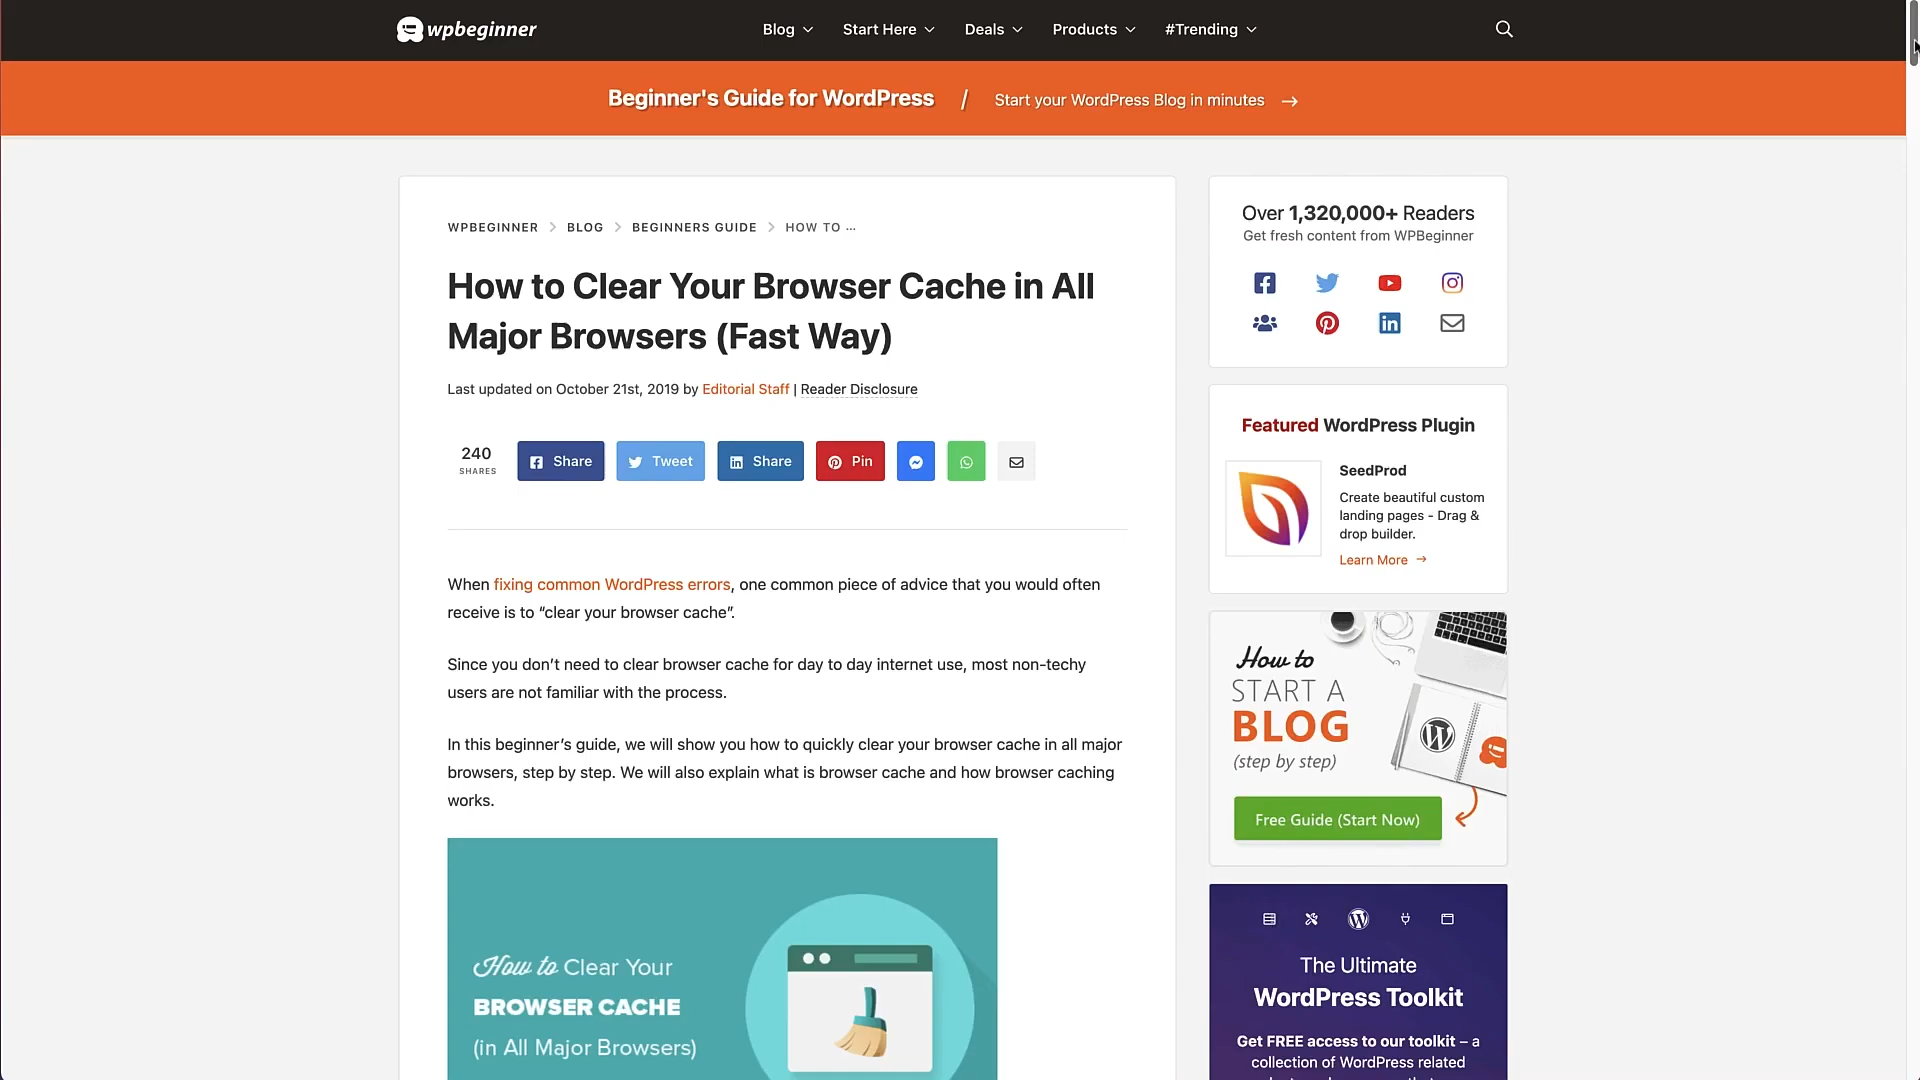 wpbeginner
Blog
Start Here
Deals
Products
#Trending
Beginner's Guide for WordPress / Start your WordPress Blog in minutes →
WPBEGINNER > BLOG > BEGINNERS GUIDE > HOW TO ...
How to Clear Your Browser Cache in All
Major Browsers (Fast Way)
Last updated on October 21st, 2019 by Editorial Staff | Reader Disclosure
240
SHARES
Share
Tweet
Share
Pin
When fixing common WordPress errors, one common piece of advice that you would often
receive is to “clear your browser cache”.
Since you don’t need to clear browser cache for day to day internet use, most non-techy
users are not familiar with the process.
In this beginner’s guide, we will show you how to quickly clear your browser cache in all major
browsers, step by step. We will also explain what is browser cache and how browser caching
works.
How to Clear Your
BROWSER CACHE
(in All Major Browsers)
Over 1,320,000+ Readers
Get fresh content from WPBeginner
Featured WordPress Plugin
SeedProd
Create beautiful custom
landing pages - Drag &
drop builder.
Learn More →
How to
START A
BLOG
(step by step)
Free Guide (Start Now)
The Ultimate
WordPress Toolkit
Get FREE access to our toolkit – a
collection of WordPress related